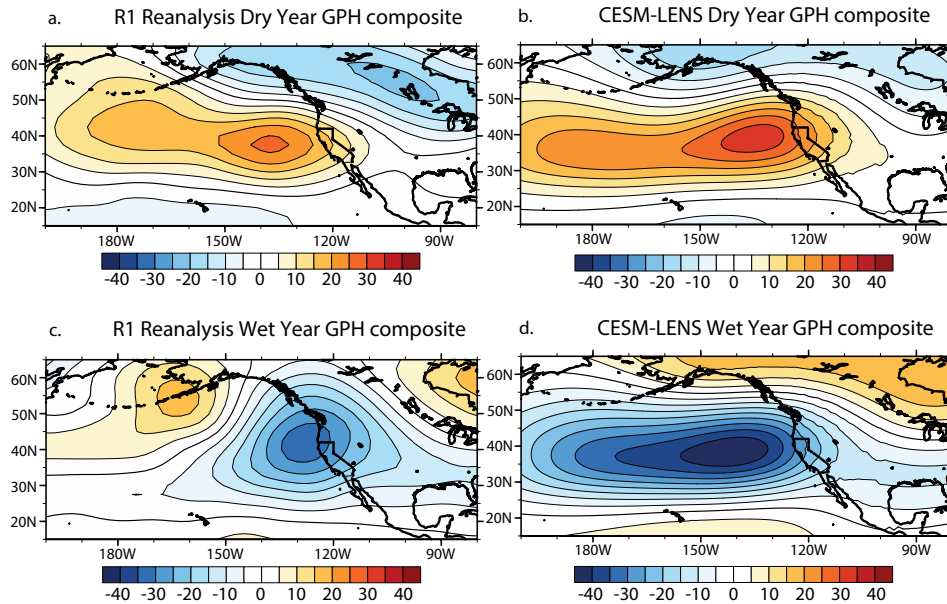 a. R1 Reanalysis Dry Year GPH composite
60N
50N
40N
30N
20N
180W 150W 120W 90W
-40 -30 -20 -10 0 10 20 30 40
b. CESM-LENS Dry Year GPH composite
60N
50N
40N
30N
20N
180W 150W 120W 90W
-40 -30 -20 -10 0 10 20 30 40
c. R1 Reanalysis Wet Year GPH composite
60N
50N
40N
30N
20N
180W 150W 120W 90W
-40 -30 -20 -10 0 10 20 30 40
d. CESM-LENS Wet Year GPH composite
60N
50N
40N
30N
20N
180W 150W 120W 90W
-40 -30 -20 -10 0 10 20 30 40